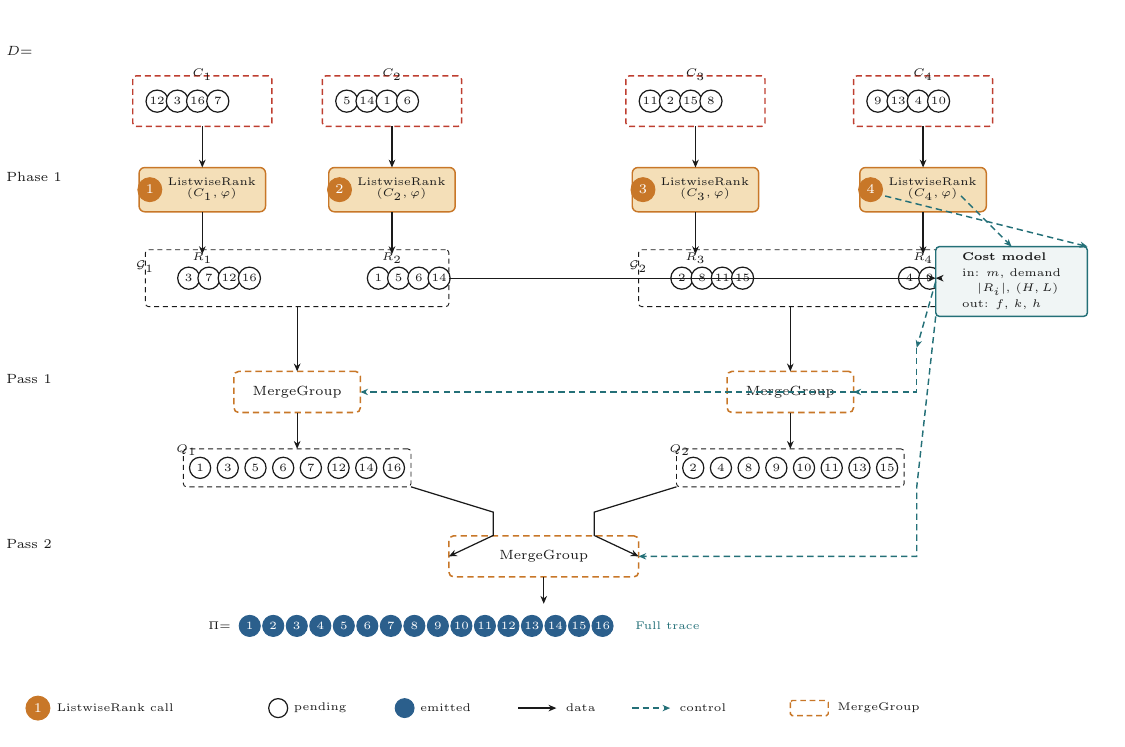 D=
C1 C2 C3 C4
12 3 16 7 5 14 1 6 11 2 15 8 9 13 4 10
Phase 1
1 ListwiseRank
(C1, φ)
2 ListwiseRank
(C2, φ)
3 ListwiseRank
(C3, φ)
4 ListwiseRank
(C4, φ)
G1 R1 R2 G2 R3 R4
3 7 12 16 1 5 6 14 2 8 11 15 4 9
Cost model
in: m, demand
|Ri|, (H, L)
out: f, k, h
Pass 1
MergeGroup MergeGroup
Q1 Q2
1 3 5 6 7 12 14 16 2 4 8 9 10 11 13 15
Pass 2
MergeGroup
Π= 1 2 3 4 5 6 7 8 9 10 11 12 13 14 15 16 Full trace
1 ListwiseRank call pending emitted data control MergeGroup